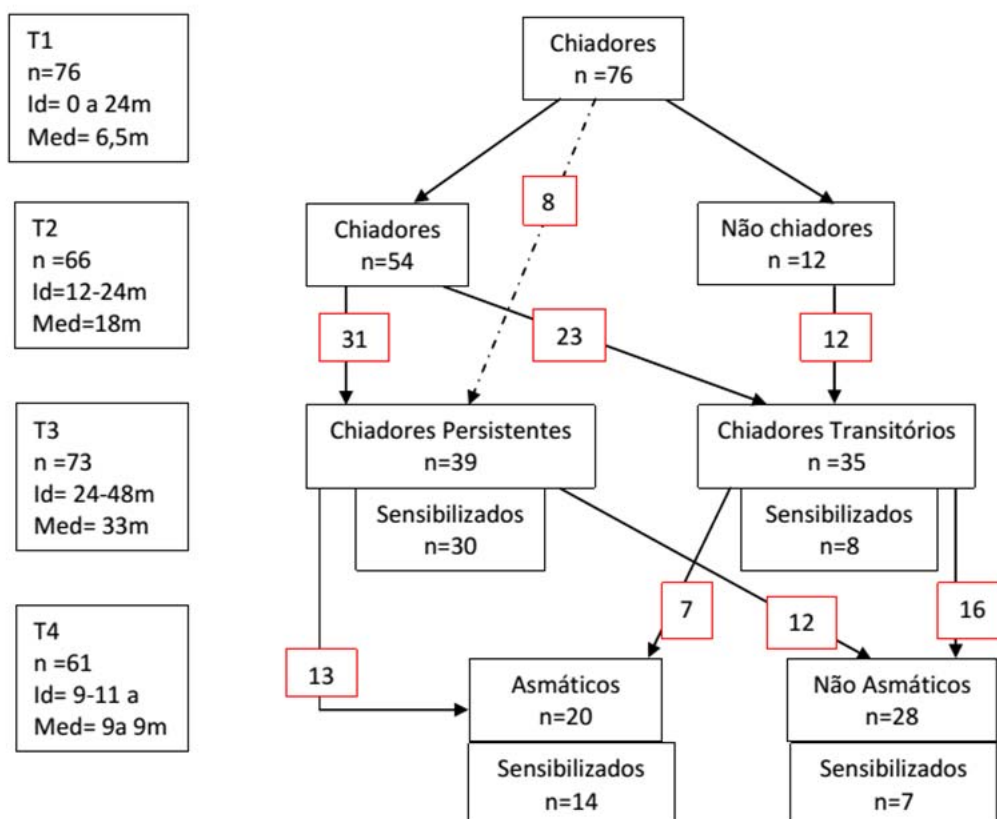 T1
n=76
Id= 0 a 24m
Med= 6,5m
Chiadores
n =76
8
T2
n =66
Id=12-24m
Med=18m
Chiadores
n=54
Não chiadores
n =12
31
23
12
T3
n =73
Id= 24-48m
Med= 33m
Chiadores Persistentes
n=39
Chiadores Transitórios
n =35
Sensibilizados
n=30
Sensibilizados
n=8
7
12
16
13
T4
n =61
Id= 9-11 a
Med= 9a 9m
Asmáticos
n=20
Não Asmáticos
n=28
Sensibilizados
n=14
Sensibilizados
n=7